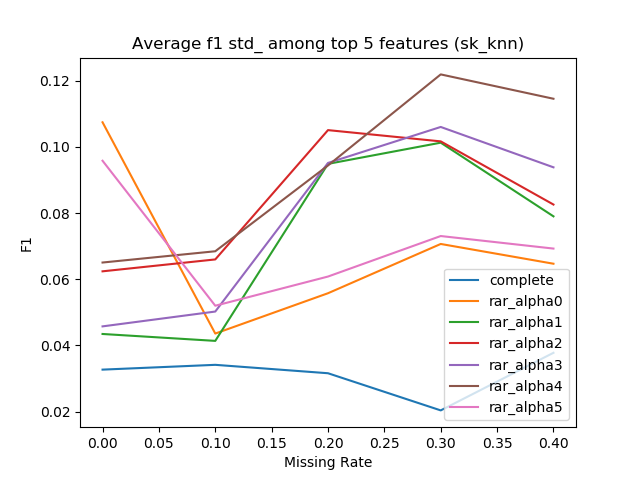 Average f1 std_ among top 5 features (sk_knn)
F1
0.12
0.10
0.08
0.06
0.04
0.02
complete
rar_alpha0
rar_alpha1
rar_alpha2
rar_alpha3
rar_alpha4
rar_alpha5
0.00 0.05 0.10 0.15 0.20 0.25 0.30 0.35 0.40
Missing Rate